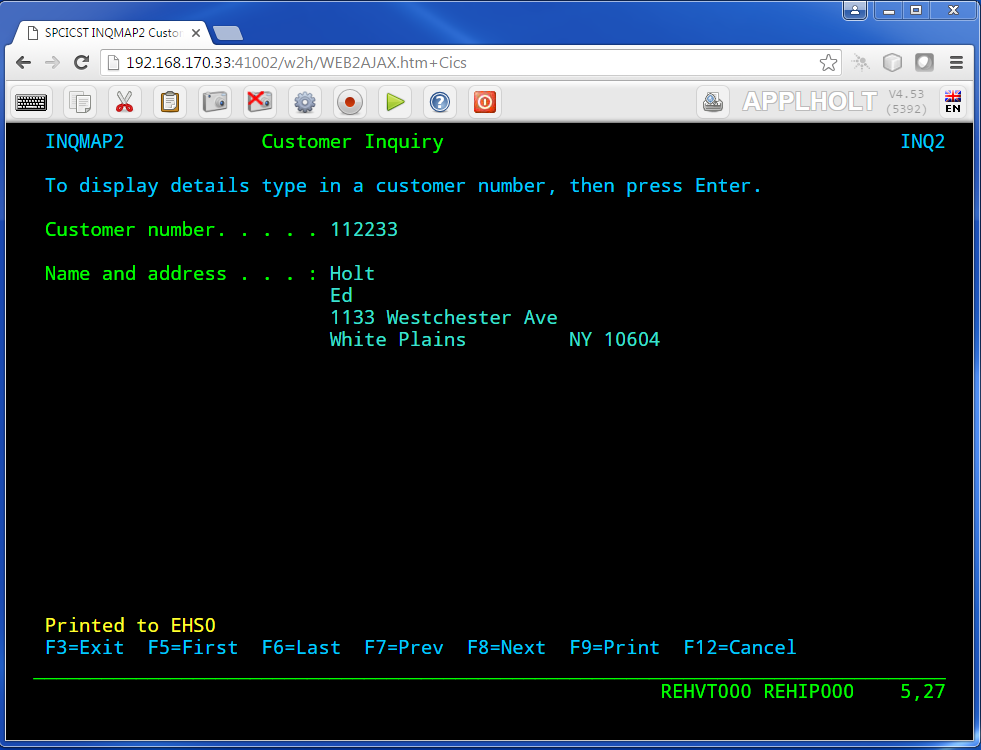 SPCICST INQMAP2 Custo
192.168.170.33:41002/w2h/WEB2AJAX.htm+Cics
APPLHOLT V4.53 (5392) EN
INQMAP2 Customer Inquiry INQ2
To display details type in a customer number, then press Enter.
Customer number. . . . . 112233
Name and address . . . : Holt
Ed
1133 Westchester Ave
White Plains NY 10604
Printed to EHSO
F3=Exit F5=First F6=Last F7=Prev F8=Next F9=Print F12=Cancel
REHVT000 REHIP000 5,27